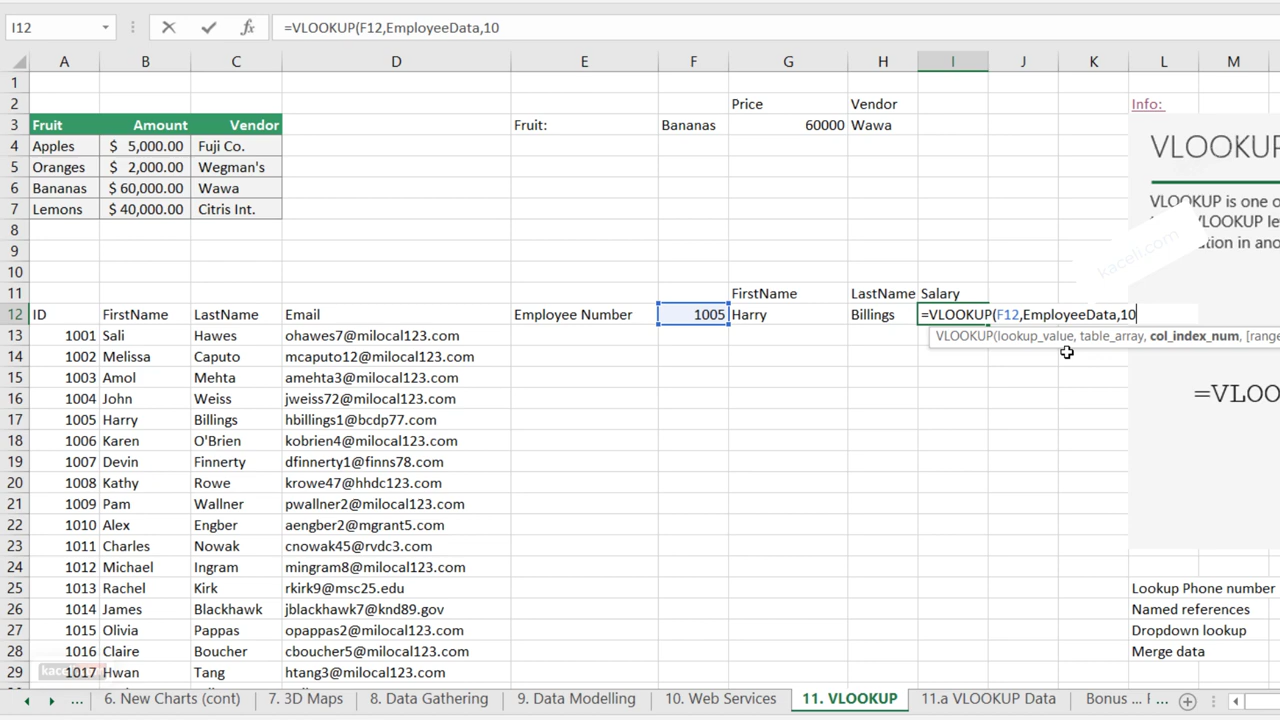 I12 =VLOOKUP(F12,EmployeeData,10
A B C D E F G H I J K L M
1
2 Price Vendor Info:
3 Fruit Amount Vendor Fruit: Bananas 60000 Wawa
4 Apples $ 5,000.00 Fuji Co.
VLOOKUP
5 Oranges $ 2,000.00 Wegman's
6 Bananas $ 60,000.00 Wawa
VLOOKUP is one o
7 Lemons $ 40,000.00 Citris Int.
VLOOKUP le
8
ation in ano
kaceli.com
9
10
11 FirstName LastName Salary
12 ID FirstName LastName Email Employee Number 1005 Harry Billings =VLOOKUP(F12,EmployeeData,10
13 1001 Sali Hawes ohawes7@milocal123.com
VLOOKUP(lookup_value, table_array, col_index_num, [range
14 1002 Melissa Caputo mcaputo12@milocal123.com
15 1003 Amol Mehta amehta3@milocal123.com
16 1004 John Weiss jweiss72@milocal123.com
=VLOO
17 1005 Harry Billings hbillings1@bcdp77.com
18 1006 Karen O'Brien kobrien4@milocal123.com
19 1007 Devin Finnerty dfinnerty1@finns78.com
20 1008 Kathy Rowe krowe47@hhdc123.com
21 1009 Pam Wallner pwallner2@milocal123.com
22 1010 Alex Engber aengber2@mgrant5.com
23 1011 Charles Nowak cnowak45@rvdc3.com
24 1012 Michael Ingram mingram8@milocal123.com
25 1013 Rachel Kirk rkirk9@msc25.edu Lookup Phone number
26 1014 James Blackhawk jblackhawk7@knd89.gov Named references
27 1015 Olivia Pappas opappas2@milocal123.com Dropdown lookup
28 1016 Claire Boucher cboucher5@milocal123.com Merge data
29 1017 Hwan Tang htang3@milocal123.com
... 6. New Charts (cont) 7. 3D Maps 8. Data Gathering 9. Data Modelling 10. Web Services 11. VLOOKUP 11.a VLOOKUP Data Bonus ... F ...